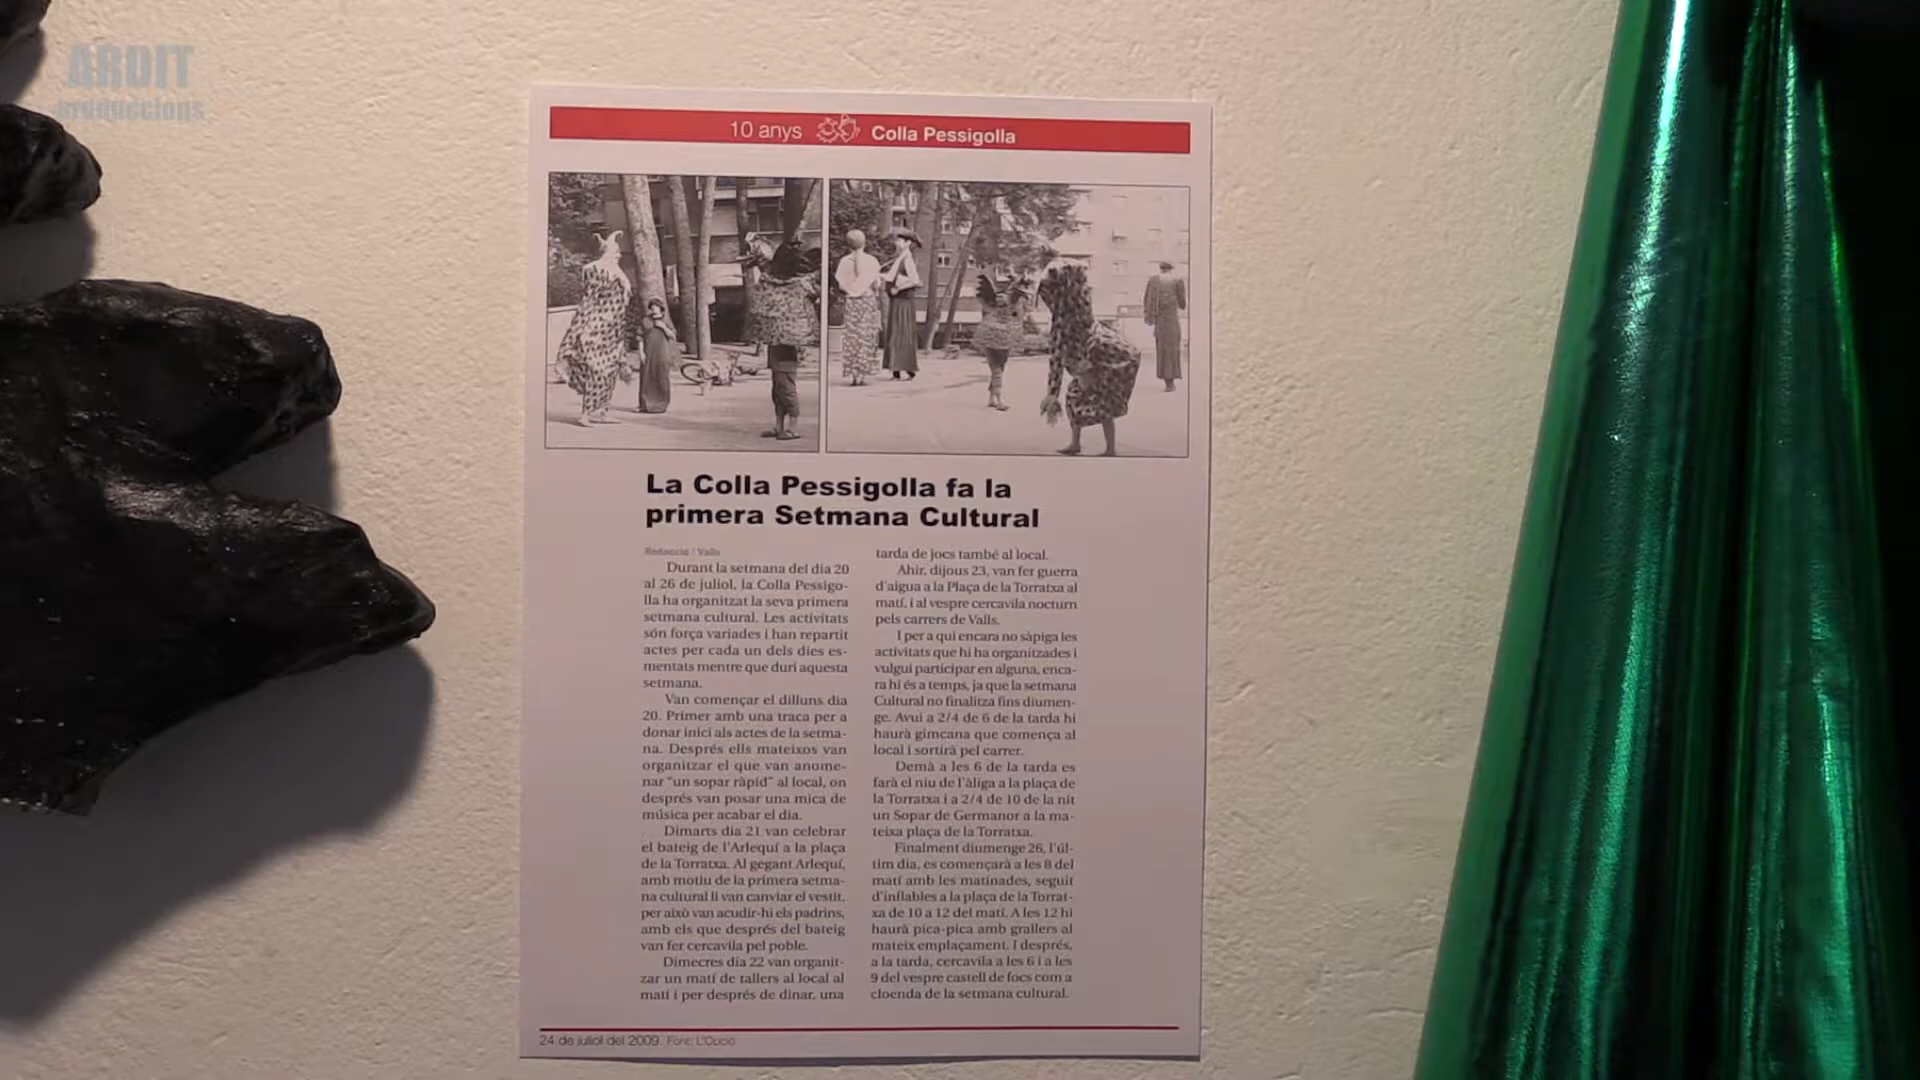 ARDIT
produccions
10 anys Colla Pessigolla
La Colla Pessigolla fa la
primera Setmana Cultural
Redacció / Valls
Durant la setmana del dia 20
al 26 de juliol, la Colla Pessigo-
lla ha organitzat la seva primera
setmana cultural. Les activitats
són força variades i han repartit
actes per cada un dels dies es-
mentats mentre que duri aquesta
setmana.
Van començar el dilluns dia
20. Primer amb una traca per a
donar inici als actes de la setma-
na. Després ells mateixos van
organitzar el que van anome-
nar "un sopar ràpid" al local, on
després van posar una mica de
música per acabar el dia.
Dimarts dia 21 van celebrar
el bateig de l'Arlequí a la plaça
de la Torratxa. Al gegant Arlequí,
amb motiu de la primera setma-
na cultural li van canviar el vestit,
per això van acudir-hi els padrins,
amb els que després del bateig
van fer cercavila pel poble.
Dimecres dia 22 van organit-
zar un matí de tallers al local al
matí i per després de dinar, una
tarda de jocs també al local.
Ahir, dijous 23, van fer guerra
d'aigua a la Plaça de la Torratxa al
matí, i al vespre cercavila nocturn
pels carrers de Valls.
I per a qui encara no sàpiga les
activitats que hi ha organitzades i
vulgui participar en alguna, enca-
ra hi és a temps, ja que la setmana
Cultural no finalitza fins diumen-
ge. Avui a 2/4 de 6 de la tarda hi
haurà gimcana que comença al
local i sortirà pel carrer.
Demà a les 6 de la tarda es
farà el niu de l'àliga a la plaça de
la Torratxa i a 2/4 de 10 de la nit
un Sopar de Germanor a la ma-
teixa plaça de la Torratxa.
Finalment diumenge 26, l'úl-
tim dia, es començarà a les 8 del
matí amb les matinades, seguit
d'inflables a la plaça de la Torrat-
xa de 10 a 12 del matí. A les 12 hi
haurà pica-pica amb grallers al
mateix emplaçament. I després,
a la tarda, cercavila a les 6 i a les
9 del vespre castell de focs com a
cloenda de la setmana cultural.
24 de juliol del 2009. Font: L'Opció